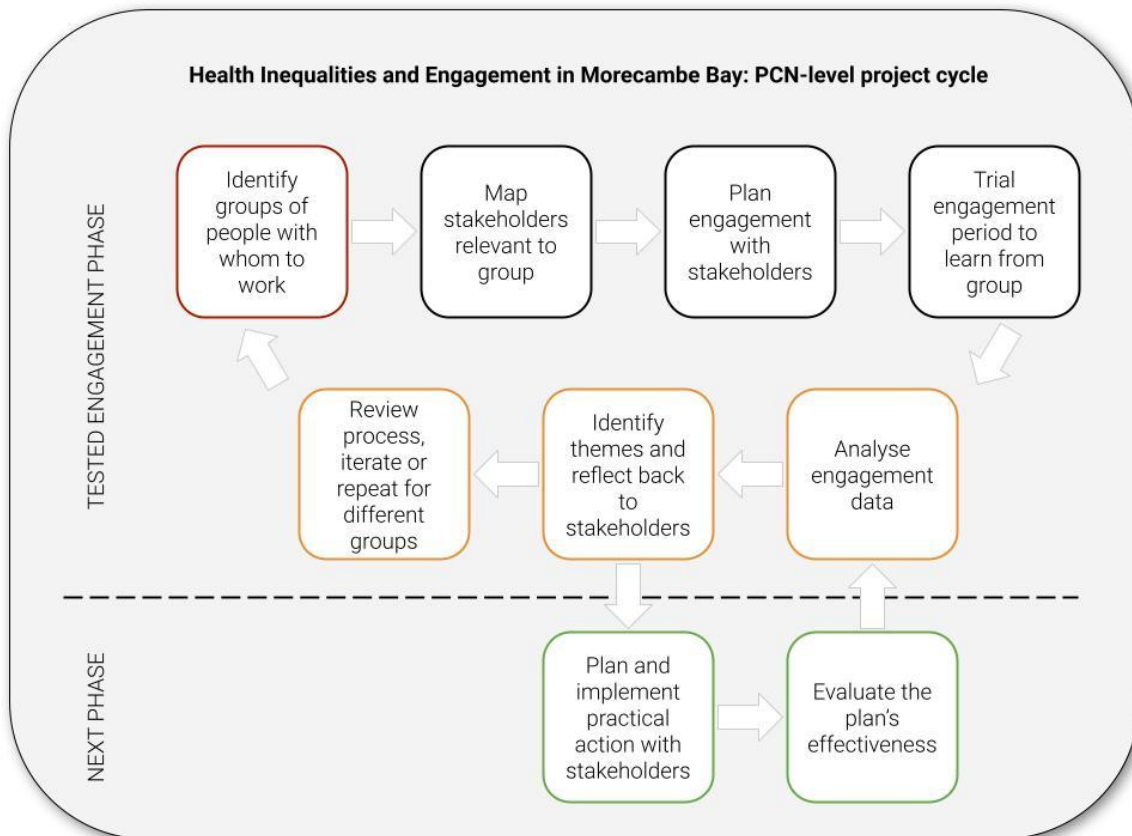 Health Inequalities and Engagement in Morecambe Bay: PCN-level project cycle
TESTED ENGAGEMENT PHASE
Identify
groups of
people with
whom to
work
Map
stakeholders
relevant to
group
Plan
engagement
with
stakeholders
Trial
engagement
period to
learn from
group
Review
process,
iterate or
repeat for
different
groups
Identify
themes and
reflect back
to
stakeholders
Analyse
engagement
data
NEXT PHASE
Plan and
implement
practical
action with
stakeholders
Evaluate the
plan's
effectiveness